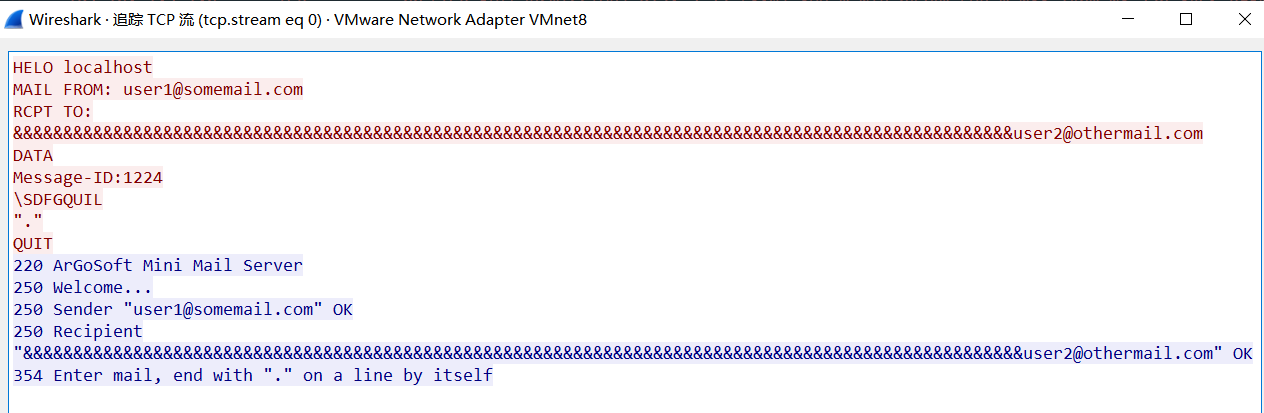 Wireshark · 追踪 TCP 流 (tcp.stream eq 0) · VMware Network Adapter VMnet8
HELO localhost
MAIL FROM: user1@somemail.com
RCPT TO:
&&&&&&&&&&&&&&&&&&&&&&&&&&&&&&&&&&&&&&&&&&&&&&&&&&&&&&&&&&&&&&&&&&&&&&&&&&&&&&&&&&&&&&&&&&&&&&&&&&&&user2@othermail.com
DATA
Message-ID:1224
\SDFGQUIL
"."
QUIT
220 ArGoSoft Mini Mail Server
250 Welcome...
250 Sender "user1@somemail.com" OK
250 Recipient
"&&&&&&&&&&&&&&&&&&&&&&&&&&&&&&&&&&&&&&&&&&&&&&&&&&&&&&&&&&&&&&&&&&&&&&&&&&&&&&&&&&&&&&&&&&&&&&&&&&&&user2@othermail.com" OK
354 Enter mail, end with "." on a line by itself